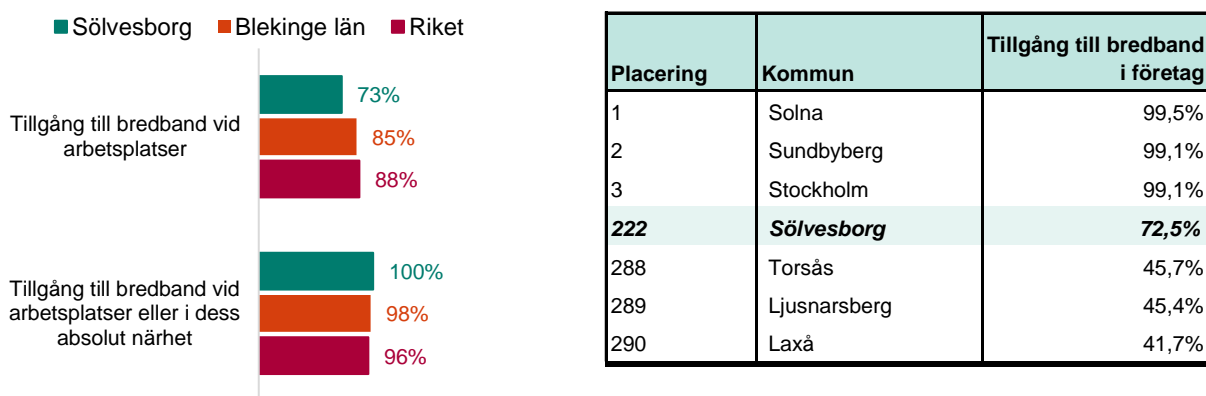 Sölvesborg Blekinge län Riket
Tillgång till bredband vid
arbetsplatser
73%
85%
88%
Tillgång till bredband vid
arbetsplatser eller i dess
absolut närhet
100%
98%
96%
Placering Kommun Tillgång till bredband
i företag
1 Solna 99,5%
2 Sundbyberg 99,1%
3 Stockholm 99,1%
222 Sölvesborg 72,5%
288 Torsås 45,7%
289 Ljusnarsberg 45,4%
290 Laxå 41,7%